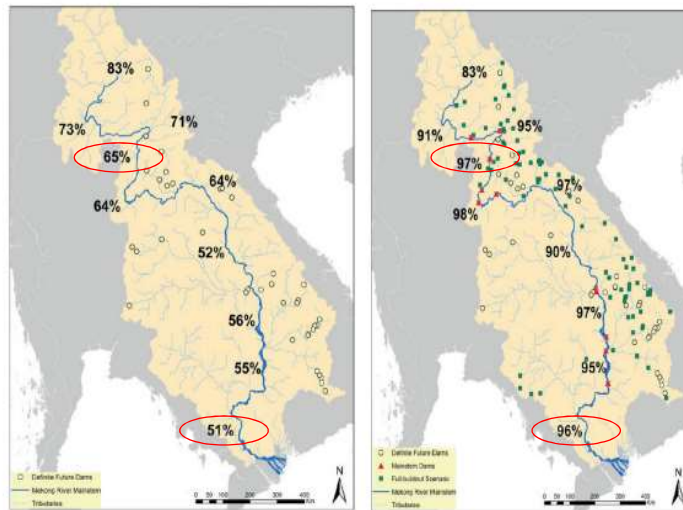 83%
73%
71%
65%
64%
64%
52%
56%
55%
51%
Definite Future Dams
Mekong River Mainstem
Tributaries
N
83%
91%
95%
97%
97%
98%
90%
97%
95%
96%
Definite Future Dams
Mainstem Dams
Full buildout Scenario
Mekong River Mainstem
Tributaries
N